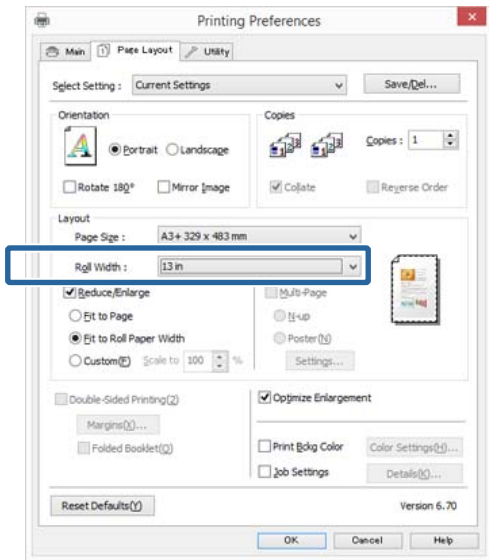 Printing Preferences
Main Page Layout Utility
Select Setting : Current Settings Save/Del...
Orientation
Portrait Landscape
Rotate 180° Mirror Image
Copies
Copies : 1
Collate Reverse Order
Layout
Page Size : A3+ 329 x 483 mm
Roll Width : 13 in
Reduce/Enlarge
Fit to Page
Fit to Roll Paper Width
Custom(F) Scale to 100 %
Multi-Page
N-up
Poster(N)
Settings...
Double-Sided Printing(2)
Margins(X)...
Folded Booklet(Q)
Optimize Enlargement
Print Bckg Color Color Settings(H)...
Job Settings Details(K)...
Reset Defaults(Y) Version 6.70
OK Cancel Help